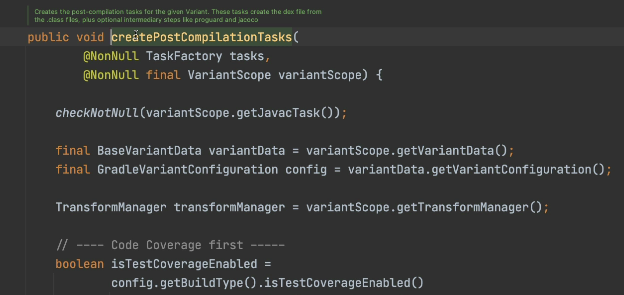 Creates the post-compilation tasks for the given Variant. These tasks create the dex file from
the .class files, plus optional intermediary steps like proguard and jacoco
public void createPostCompilationTasks(
@NonNull TaskFactory tasks,
@NonNull final VariantScope variantScope) {
checkNotNull(variantScope.getJavacTask());
final BaseVariantData variantData = variantScope.getVariantData();
final GradleVariantConfiguration config = variantData.getVariantConfiguration();
TransformManager transformManager = variantScope.getTransformManager();
// ---- Code Coverage first -----
boolean isTestCoverageEnabled =
config.getBuildType().isTestCoverageEnabled()